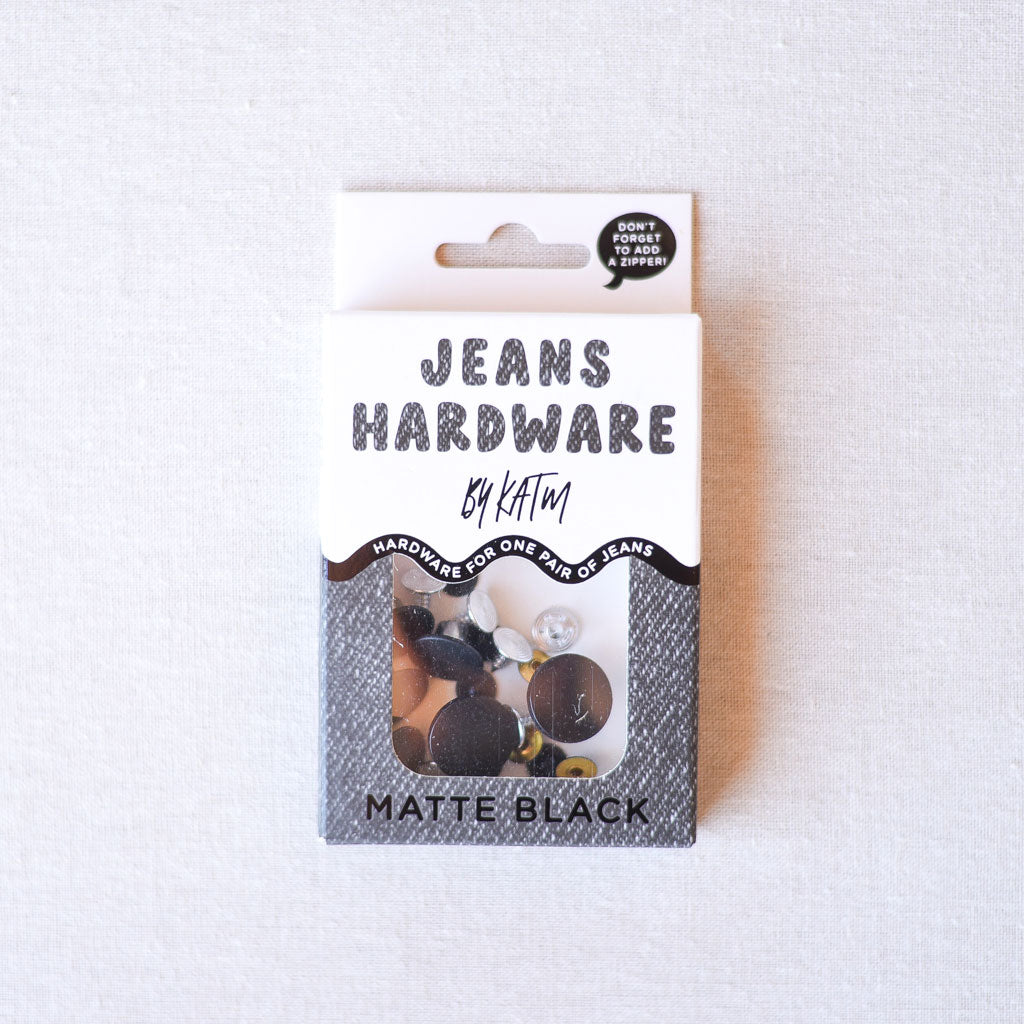 DON'T
FORGET
TO ADD
A ZIPPER!
JEANS
HARDWARE
BY KATM
HARDWARE FOR ONE PAIR OF JEANS
MATTE BLACK